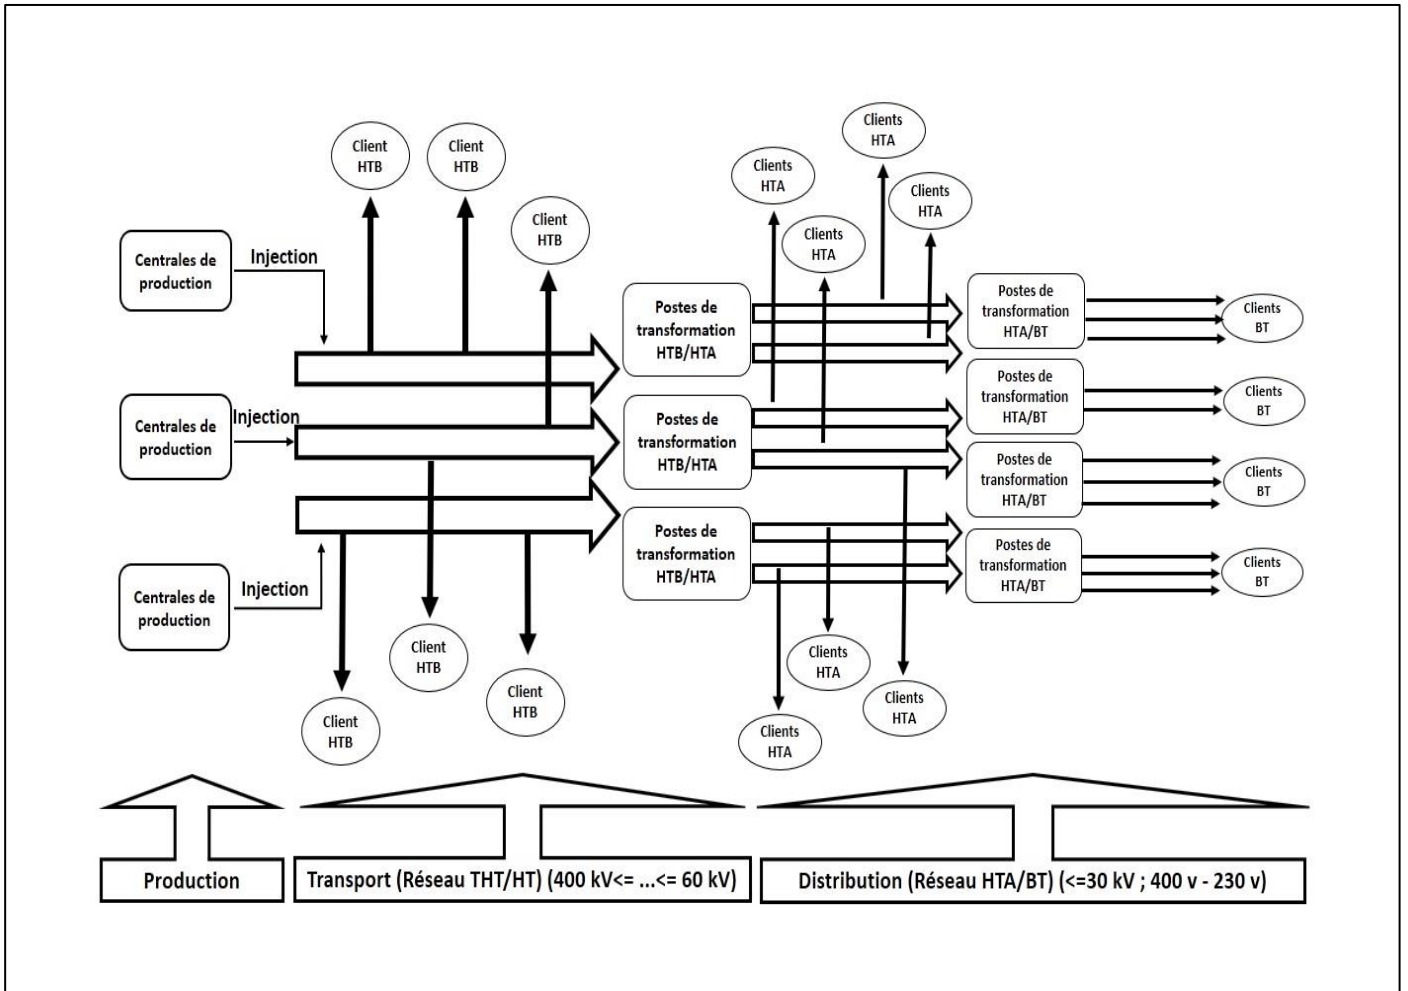 Clients
HTA
Client
HTB
Client
HTB
Clients
HTA
Clients
HTA
Client
HTB
Clients
HTA
Centrales de
production
Injection
Postes de
transformation
HTB/HTA
Postes de
transformation
HTA/BT
Clients
BT
Centrales de
production
Injection
Postes de
transformation
HTB/HTA
Postes de
transformation
HTA/BT
Clients
BT
Postes de
transformation
HTA/BT
Clients
BT
Centrales de
production
Injection
Postes de
transformation
HTB/HTA
Postes de
transformation
HTA/BT
Clients
BT
Client
HTB
Clients
HTA
Client
HTB
Clients
HTA
Client
HTB
Clients
HTA
Production
Transport (Réseau THT/HT) (400 kV<= ...<= 60 kV)
Distribution (Réseau HTA/BT) (<=30 kV ; 400 v - 230 v)